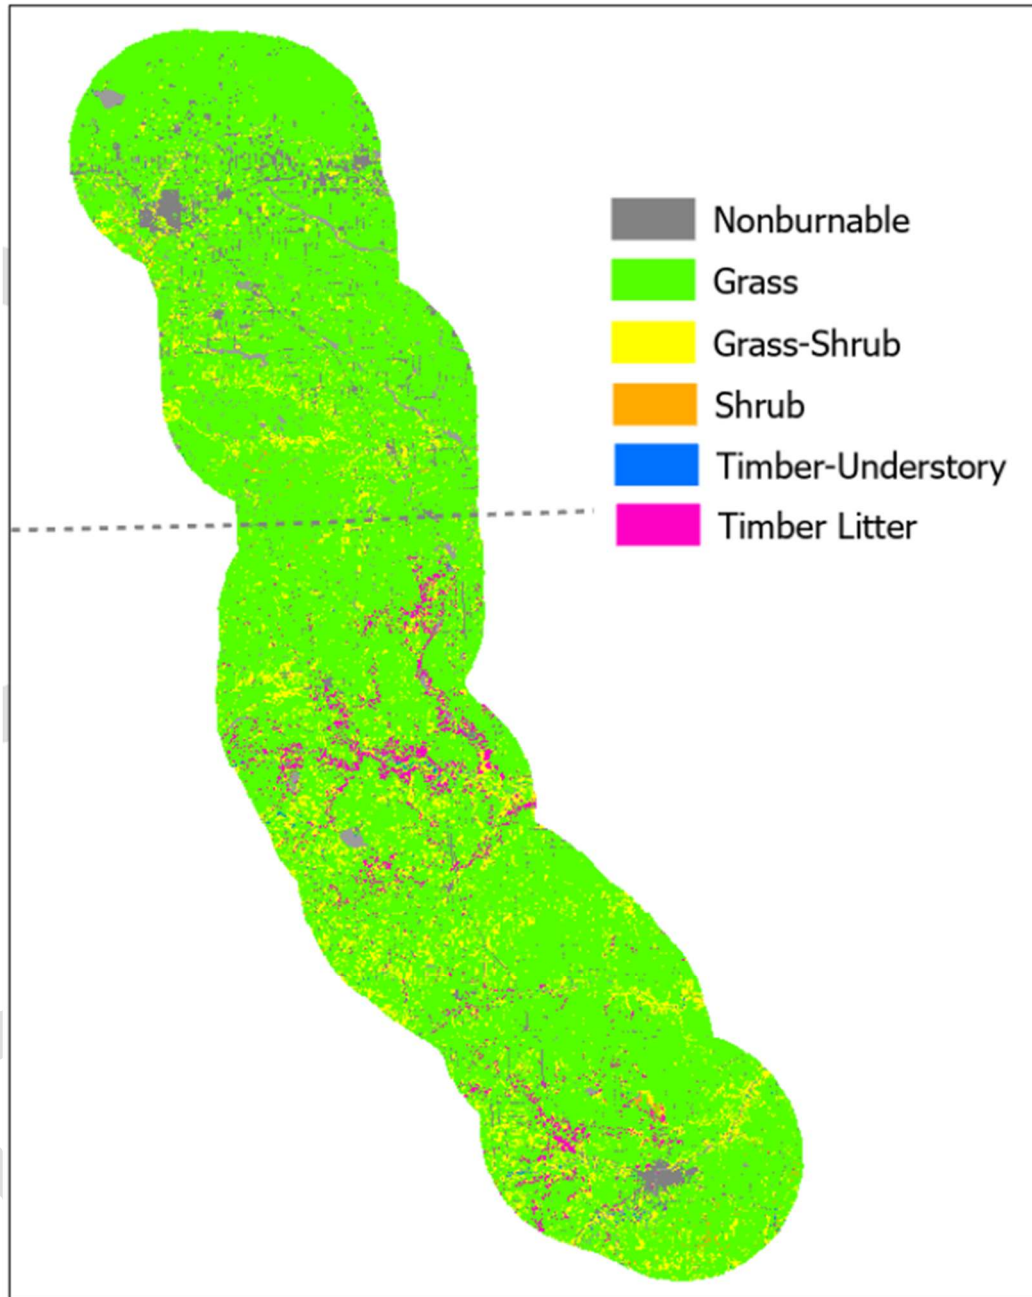 Nonburnable
Grass
Grass-Shrub
Shrub
Timber-Understory
Timber Litter